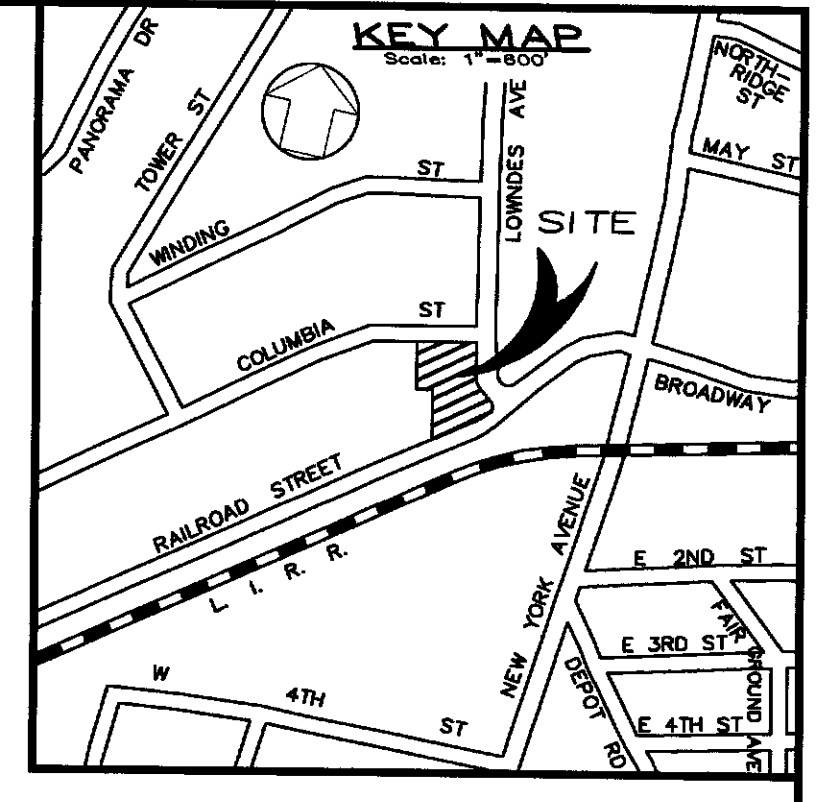 KEY MAP
Scale: 1"=600'
PANORMA DR
TOWER ST
LOWNDES AVE
NORTH-
RIDGE
ST
MAY ST
WINDING ST
SITE
COLUMBIA ST
BROADWAY
RAILROAD STREET
L. I. R. R.
NEW YORK AVENUE
E 2ND ST
FAIR GROUND AVE
E 3RD ST
DEPOT RD
E 4TH ST
W 4TH ST